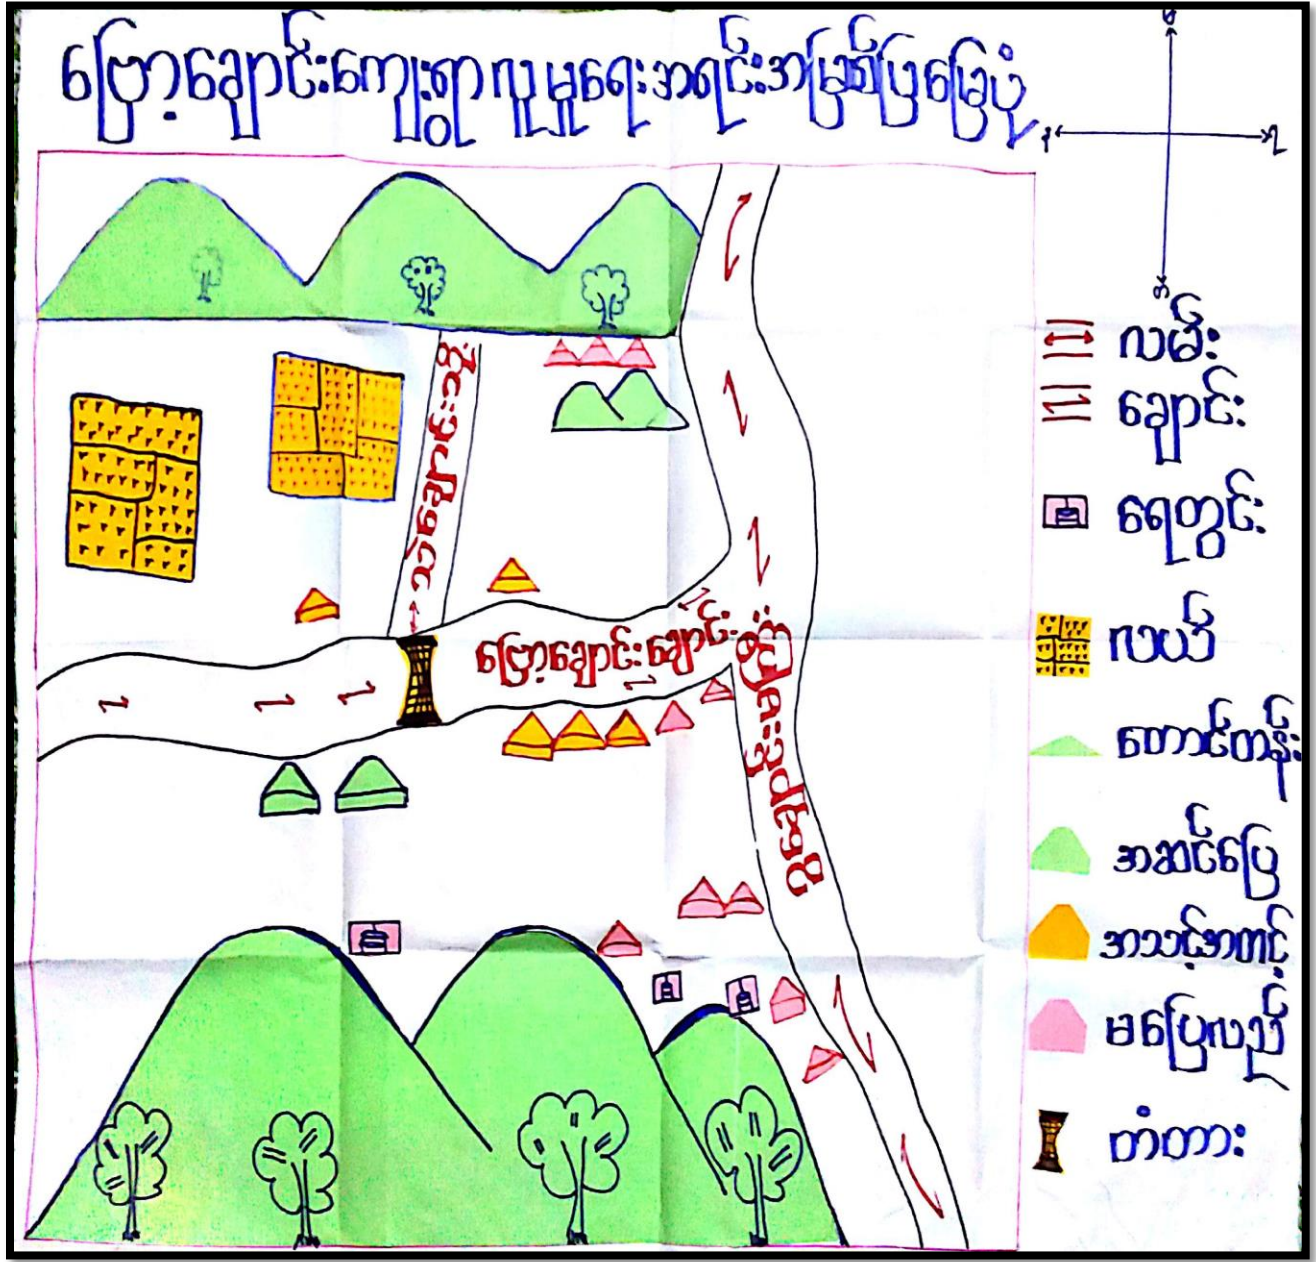 ဗြော့ချောင်းကျေးရွာလူမှုရေးအရင်းအမြစ်ပြမြေပုံ
လမ်း
ချောင်း
ရေတွင်း
လယ်
တောင်တန်း
အဆင်ပြေ
အသင့်အတင့်
မပြေလည်
တံတား
ဗြော့ချောင်းချောင်း